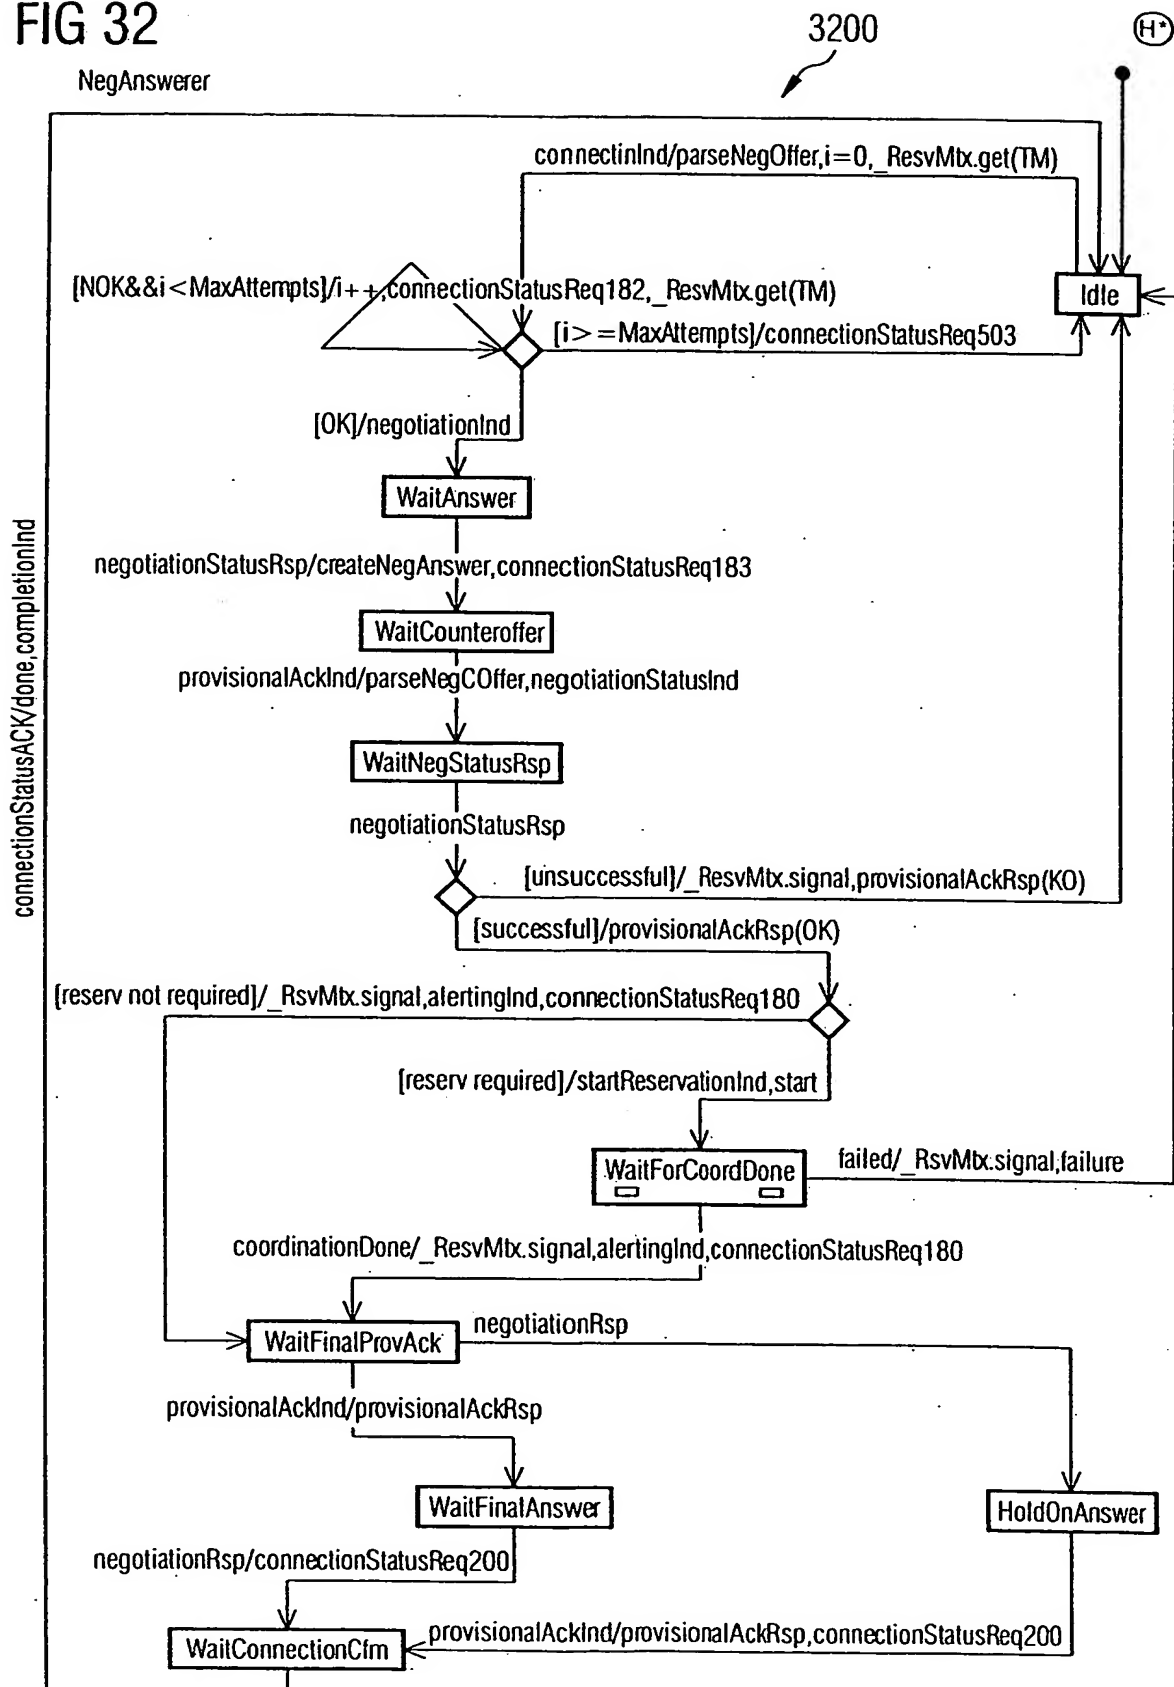 FIG 32
3200
H*
NegAnswerer
connectinInd/parseNegOffer,i=0,_ResvMtx.get(TM)
[NOK&&i<MaxAttempts]/i++,connectionStatusReq182,_ResvMtx.get(TM)
Idle
[i>=MaxAttempts]/connectionStatusReq503
[OK]/negotiationInd
WaitAnswer
connectionStatusACK/done,completionInd
negotiationStatusRsp/createNegAnswer,connectionStatusReq183
WaitCounteroffer
provisionalAckInd/parseNegCOffer,negotiationStatusInd
WaitNegStatusRsp
negotiationStatusRsp
[unsuccessful]/_ResvMtx.signal,provisionalAckRsp(KO)
[successful]/provisionalAckRsp(OK)
[reserv not required]/_RsvMtx.signal,alertingInd,connectionStatusReq180
[reserv required]/startReservationInd,start
WaitForCoordDone
failed/_RsvMtx.signal,failure
coordinationDone/_ResvMtx.signal,alertingInd,connectionStatusReq180
WaitFinalProvAck
negotiationRsp
provisionalAckInd/provisionalAckRsp
WaitFinalAnswer
HoldOnAnswer
negotiationRsp/connectionStatusReq200
WaitConnectionCfm
provisionalAckInd/provisionalAckRsp,connectionStatusReq200